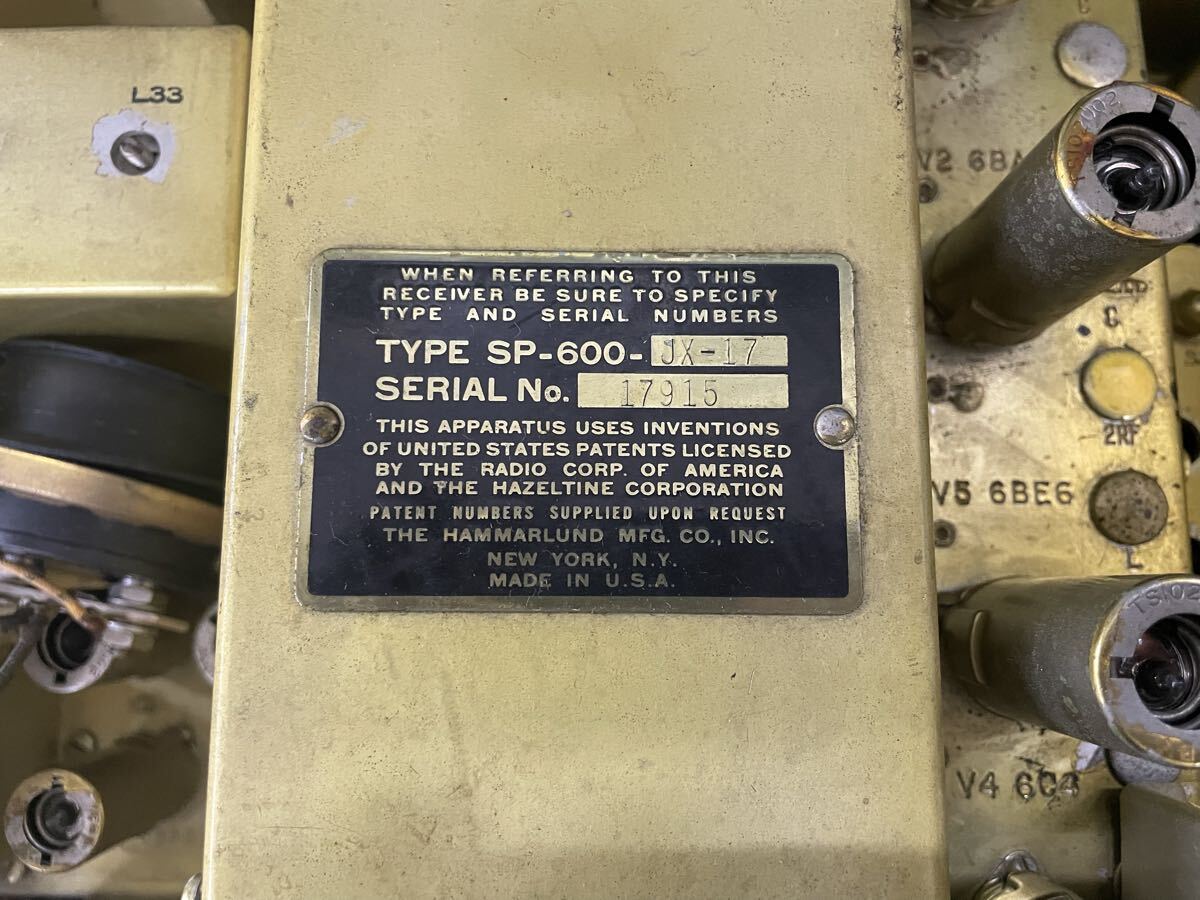 L33
WHEN REFERRING TO THIS
RECEIVER BE SURE TO SPECIFY
TYPE AND SERIAL NUMBERS
TYPE SP-600-JX-17
SERIAL No. 17915
THIS APPARATUS USES INVENTIONS
OF UNITED STATES PATENTS LICENSED
BY THE RADIO CORP. OF AMERICA
AND THE HAZELTINE CORPORATION
PATENT NUMBERS SUPPLIED UPON REQUEST
THE HAMMARLUND MFG. CO., INC.
NEW YORK, N.Y.
MADE IN U.S.A.
C
V2
C
2RF
V5 6BE6
L
V4 6C4